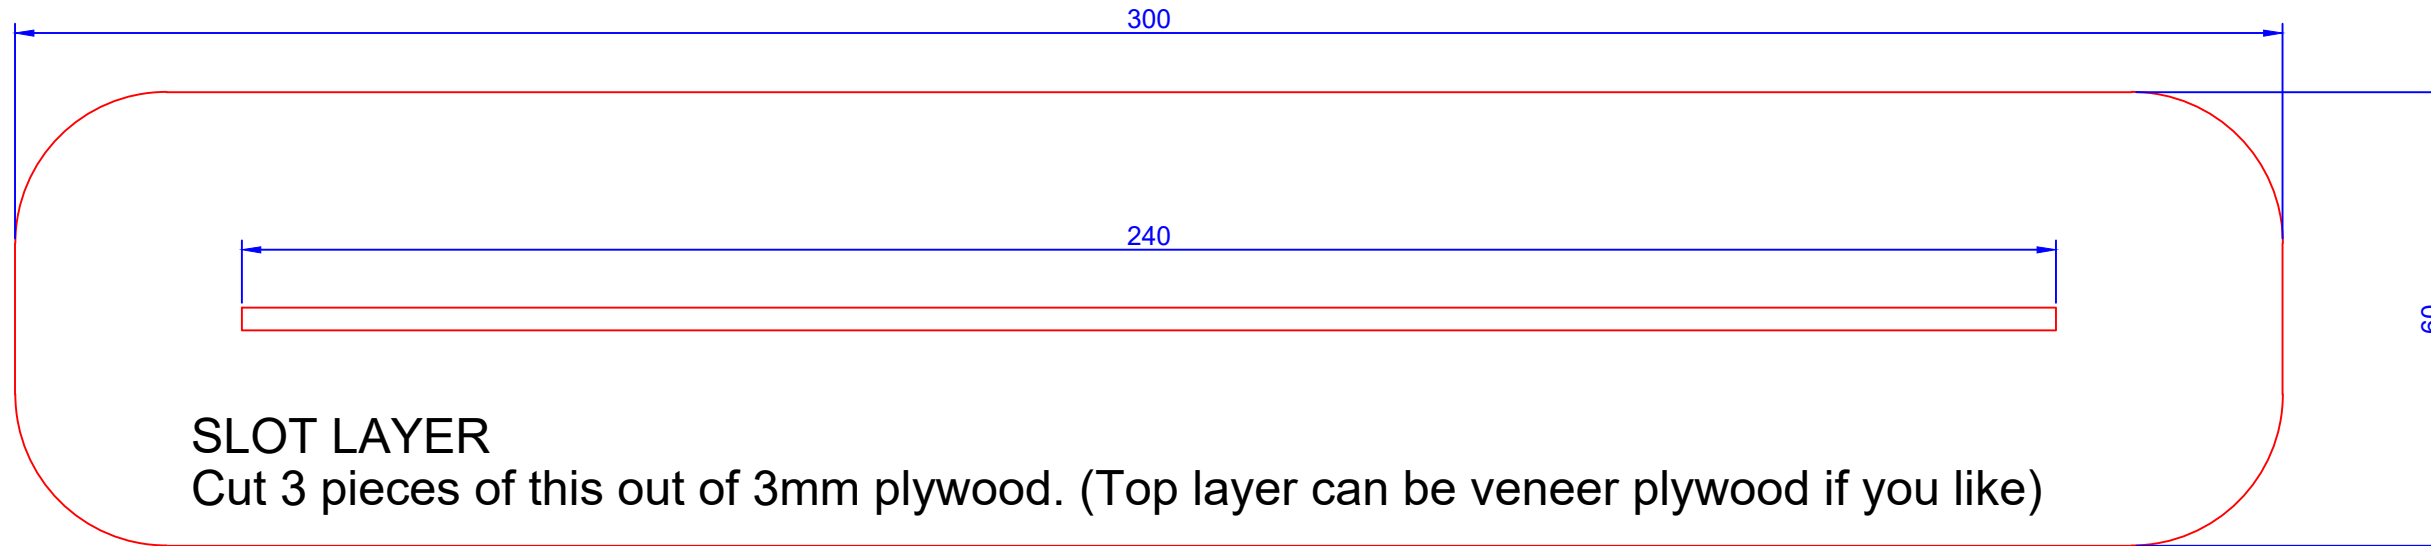 300
240
60
SLOT LAYER
Cut 3 pieces of this out of 3mm plywood. (Top layer can be veneer plywood if you like)